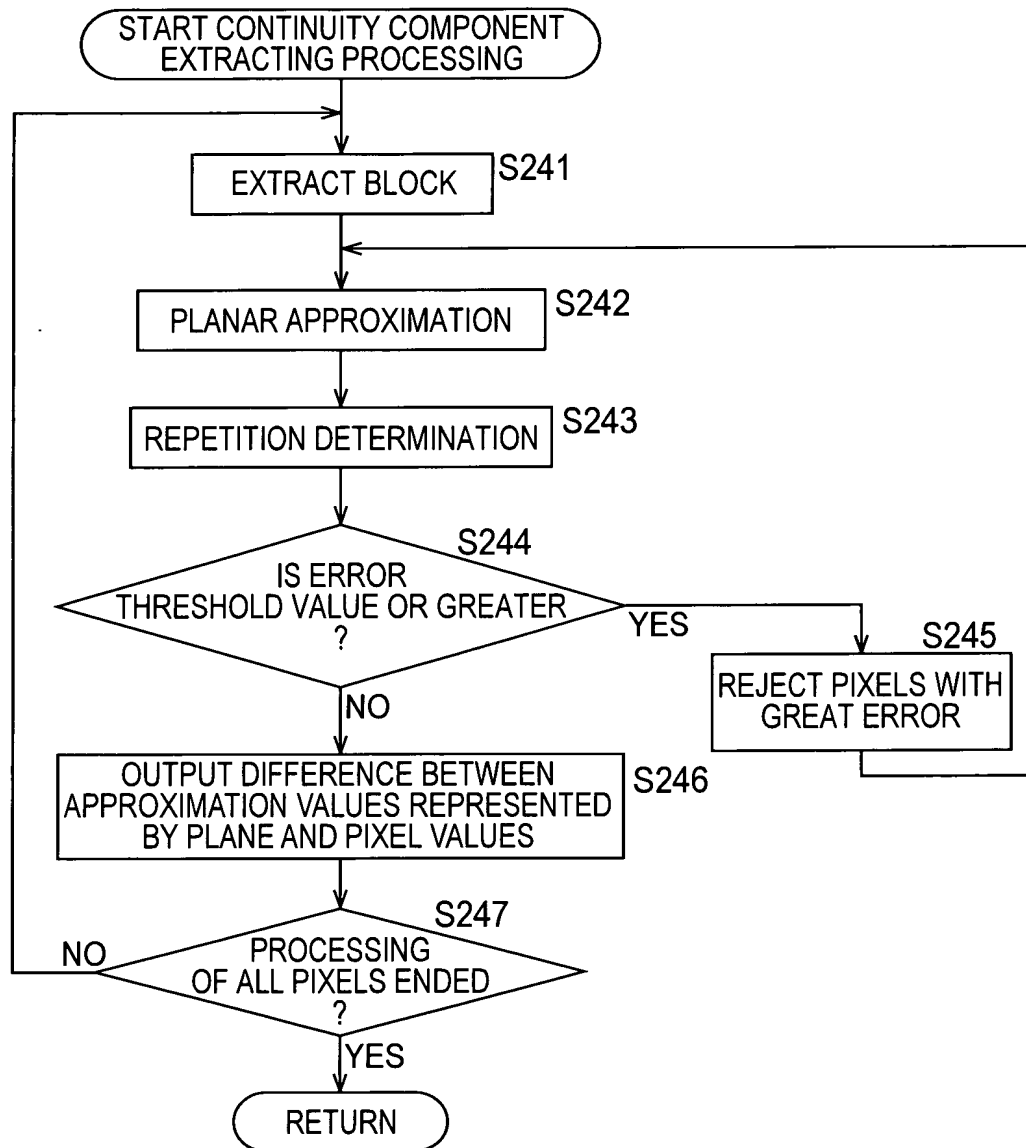 START CONTINUITY COMPONENT
EXTRACTING PROCESSING
EXTRACT BLOCK
S241
PLANAR APPROXIMATION
S242
REPETITION DETERMINATION
S243
S244
IS ERROR
THRESHOLD VALUE OR GREATER
?
YES
NO
S245
REJECT PIXELS WITH
GREAT ERROR
OUTPUT DIFFERENCE BETWEEN
APPROXIMATION VALUES REPRESENTED
BY PLANE AND PIXEL VALUES
S246
S247
PROCESSING
OF ALL PIXELS ENDED
?
NO
YES
RETURN